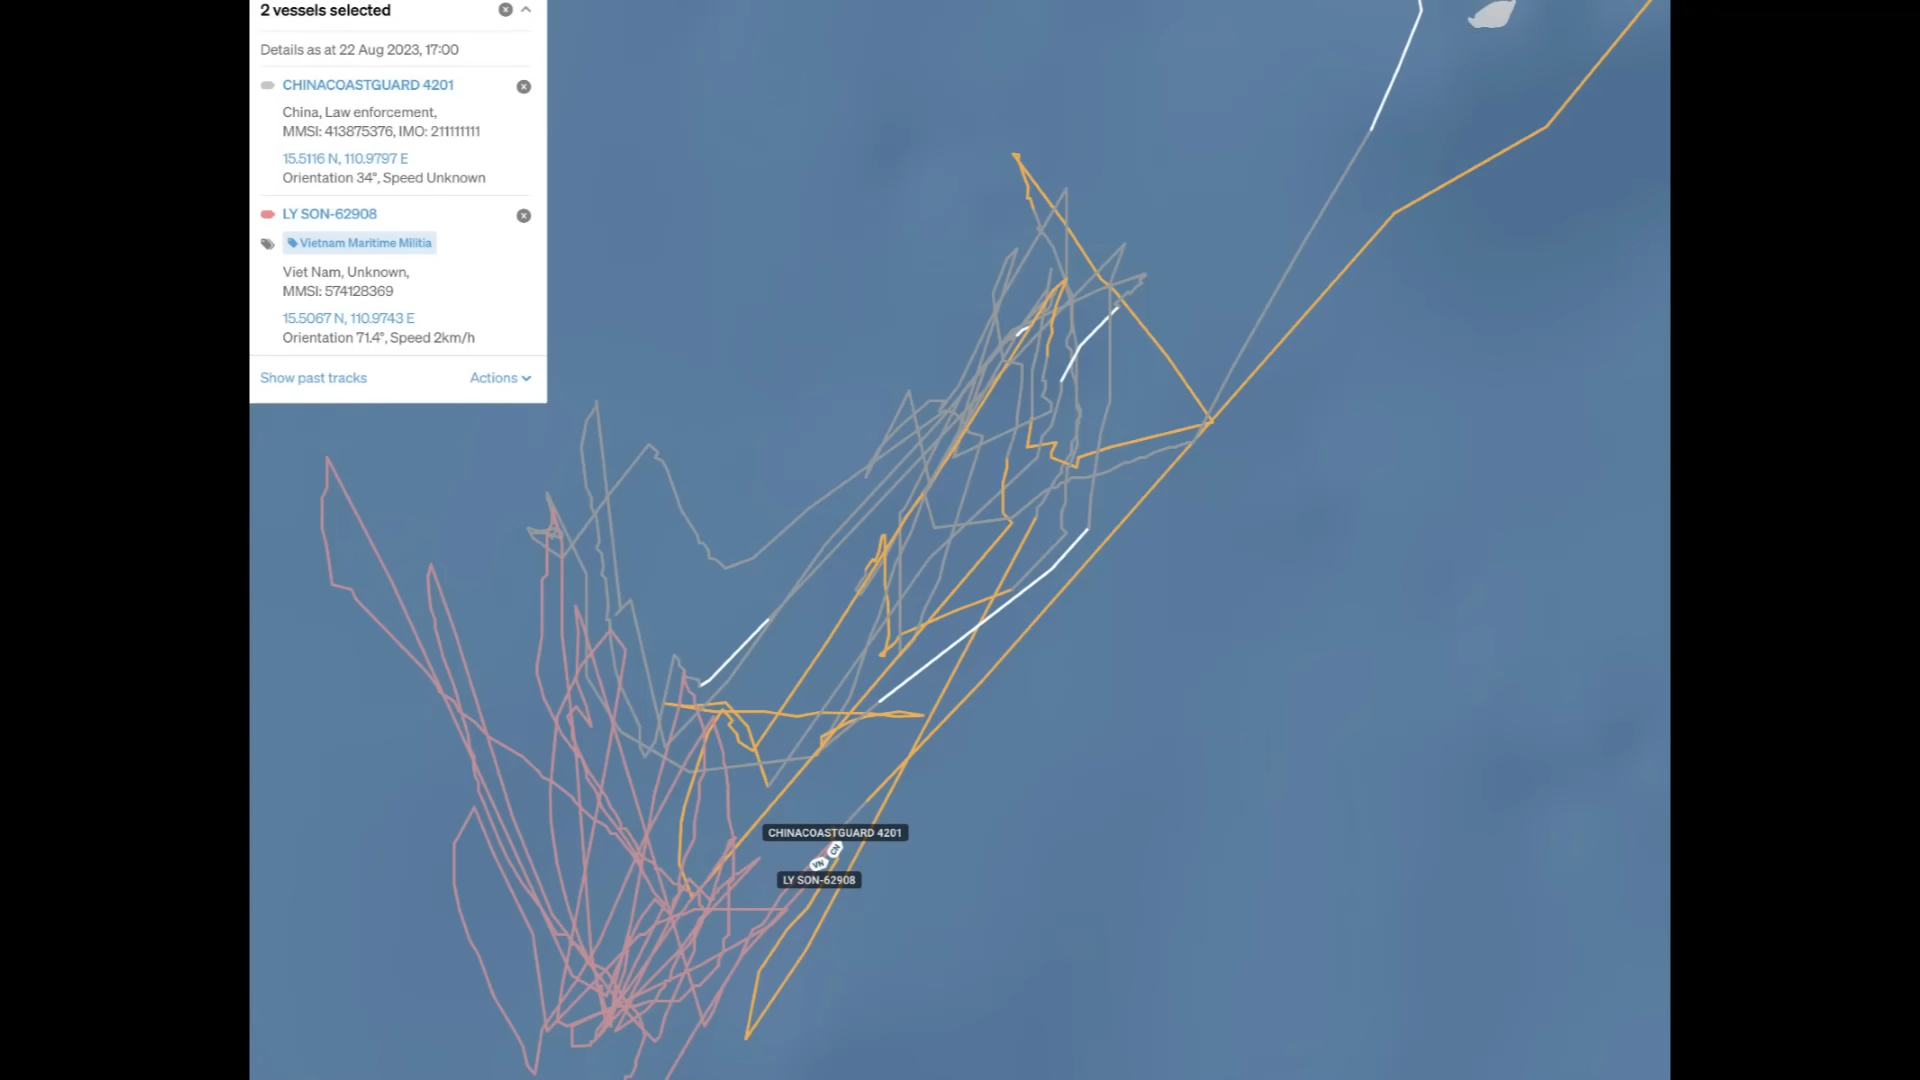 2 vessels selected
Details as at 22 Aug 2023, 17:00
CHINACOASTGUARD 4201
China, Law enforcement,
MMSI: 413875376, IMO: 211111111
15.5116 N, 110.9797 E
Orientation 34°, Speed Unknown
LY SON-62908
Vietnam Maritime Militia
Viet Nam, Unknown,
MMSI: 574128369
15.5067 N, 110.9743 E
Orientation 71.4°, Speed 2km/h
Show past tracks
Actions
CHINACOASTGUARD 4201
CN
VN
LY SON-62908